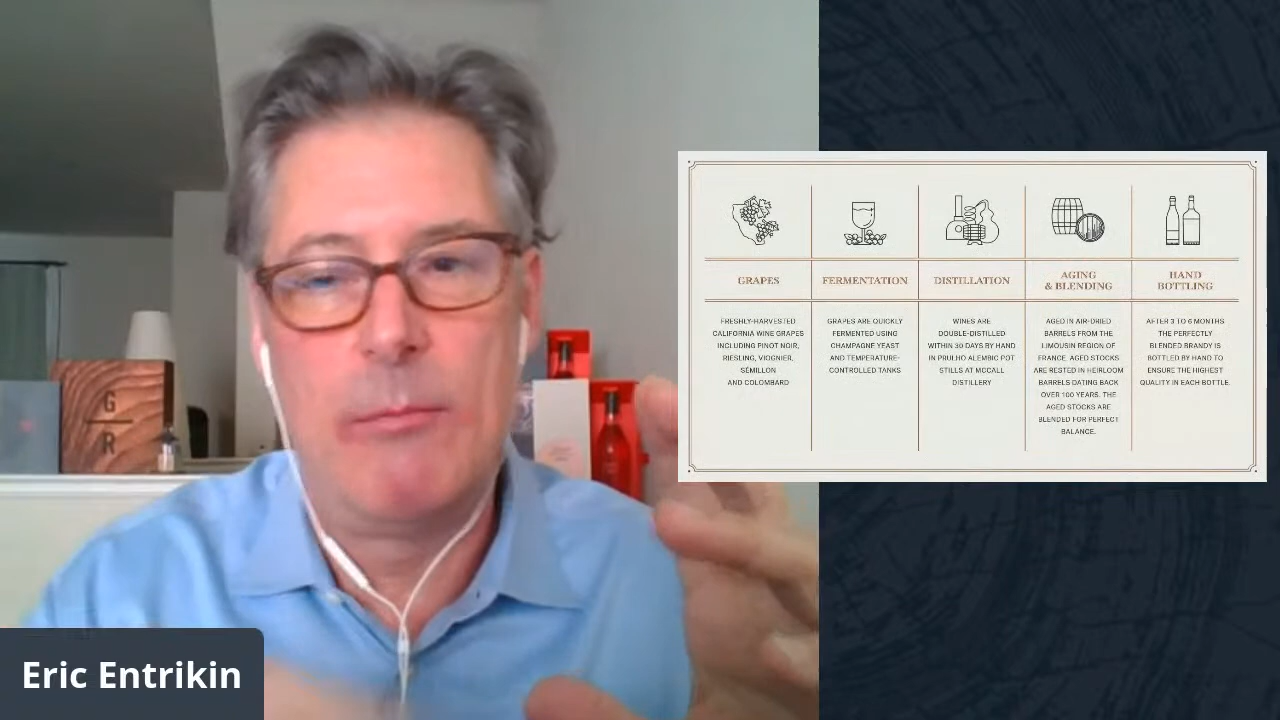 G
R
Eric Entrikin
GRAPES
FRESHLY-HARVESTED
CALIFORNIA WINE GRAPES
INCLUDING PINOT NOIR,
RIESLING, VIOGNIER,
SÉMILLON
AND COLOMBARD
FERMENTATION
GRAPES ARE QUICKLY
FERMENTED USING
CHAMPAGNE YEAST
AND TEMPERATURE-
CONTROLLED TANKS
DISTILLATION
WINES ARE
DOUBLE-DISTILLED
WITHIN 30 DAYS BY HAND
IN PRULHO ALEMBIC POT
STILLS AT MCCALL
DISTILLERY
AGING
& BLENDING
AGED IN AIR-DRIED
BARRELS FROM THE
LIMOUSIN REGION OF
FRANCE. AGED STOCKS
ARE RESTED IN HEIRLOOM
BARRELS DATING BACK
OVER 100 YEARS. THE
AGED STOCKS ARE
BLENDED FOR PERFECT
BALANCE.
HAND
BOTTLING
AFTER 3 TO 6 MONTHS
THE PERFECTLY
BLENDED BRANDY IS
BOTTLED BY HAND TO
ENSURE THE HIGHEST
QUALITY IN EACH BOTTLE.